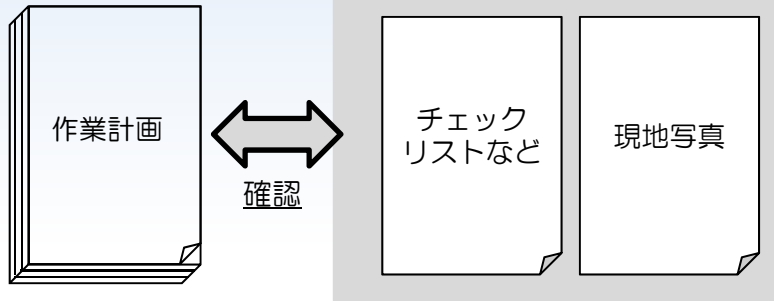 作業計画
確認
チェック
リストなど
現地写真